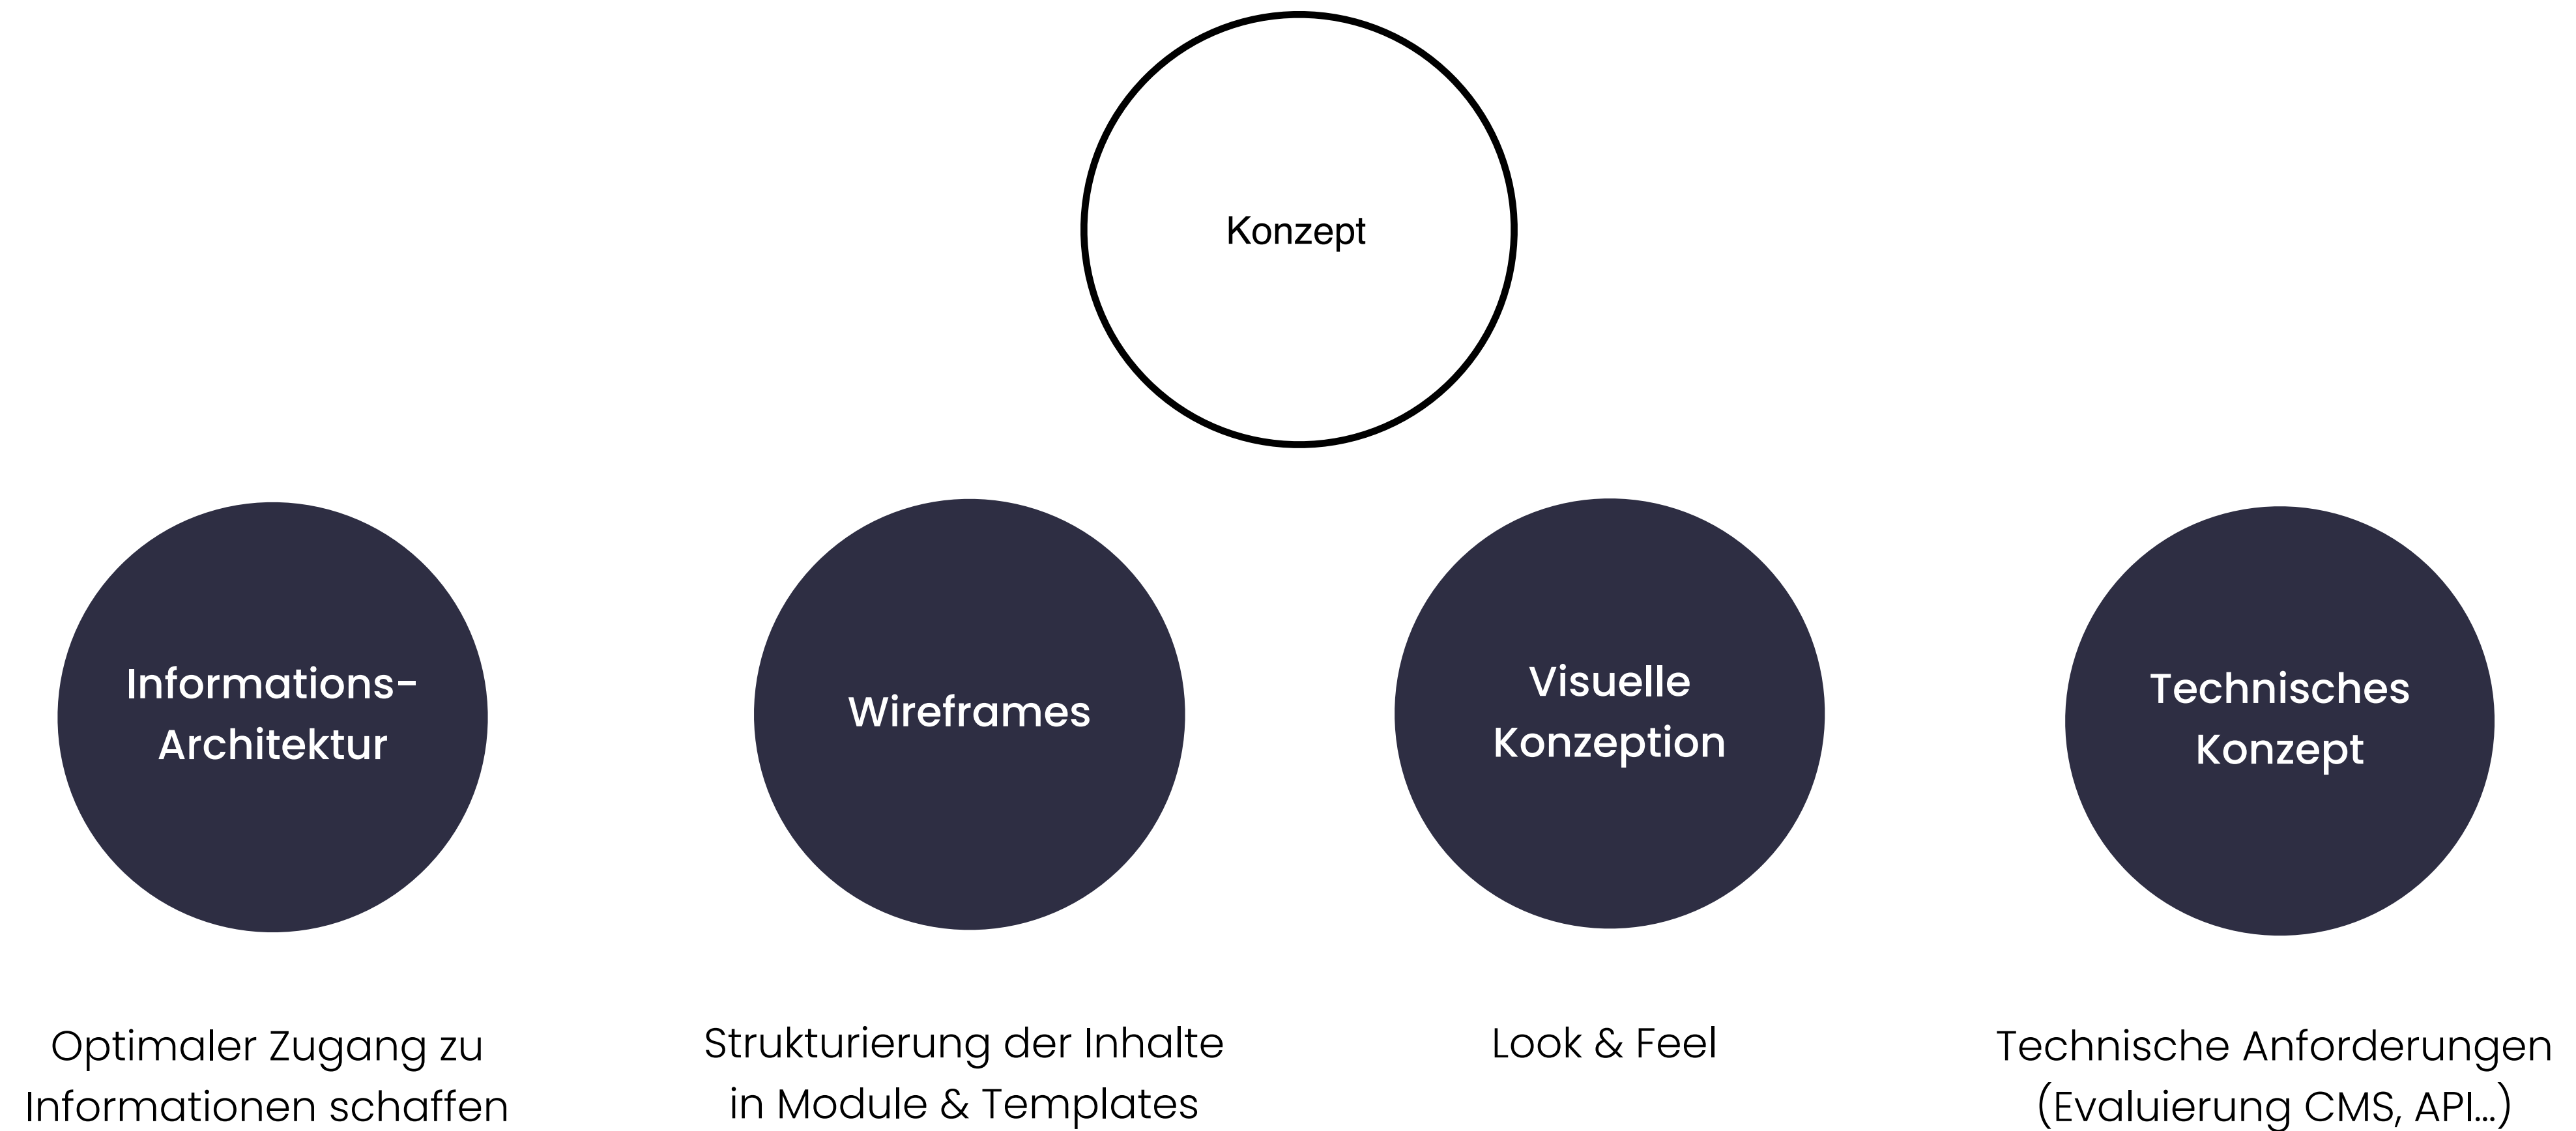 Konzept
Informations-
Architektur
Wireframes
Visuelle
Konzeption
Technisches
Konzept
Optimaler Zugang zu
Informationen schaffen
Strukturierung der Inhalte
in Module & Templates
Look & Feel
Technische Anforderungen
(Evaluierung CMS, API...)